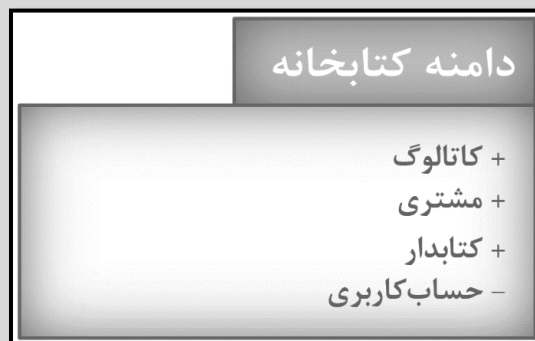 دامنه کتابخانه
+ کاتالوگ
+ مشتری
+ کتابدار
– حساب‌کاربری